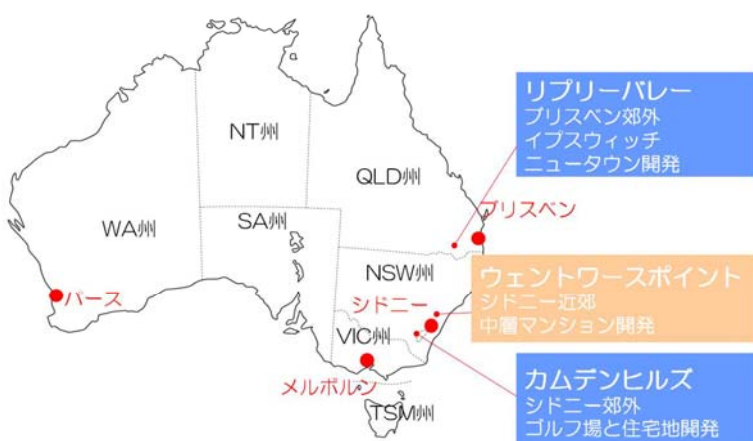 NT州
QLD州
WA州
SA州
NSW州
VIC州
TSM州
パース
ブリスベン
シドニー
メルボルン
リプリーバレー
ブリスベン郊外
イプスウィッチ
ニュータウン開発
ウェントワースポイント
シドニー近郊
中層マンション開発
カムデンヒルズ
シドニー郊外
ゴルフ場と住宅地開発